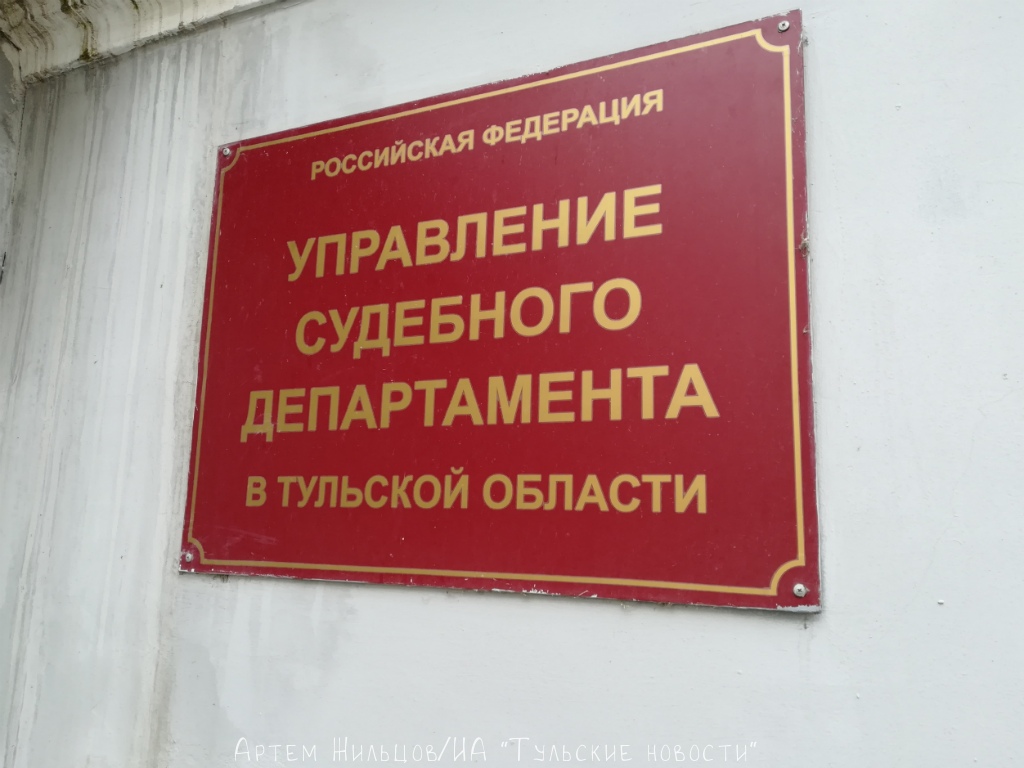 РОССИЙСКАЯ ФЕДЕРАЦИЯ
УПРАВЛЕНИЕ
СУДЕБНОГО
ДЕПАРТАМЕНТА
В ТУЛЬСКОЙ ОБЛАСТИ
Артем Жильцов/ИА "Тульские новости"